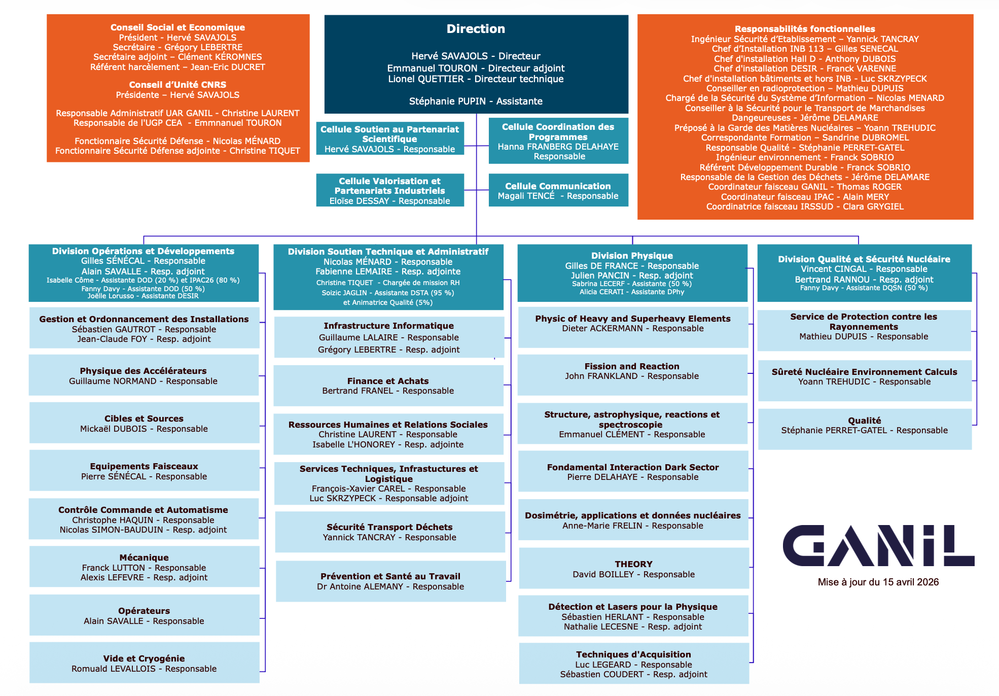 Conseil Social et Economique
Président - Hervé SAVAJOLS
Secrétaire - Grégory LEBERTRE
Secrétaire adjoint – Clément KÉROMNES
Référent harcèlement – Jean-Eric DUCRET
Conseil d’Unité CNRS
Présidente – Hervé SAVAJOLS
Responsable Administratif UAR GANIL - Christine LAURENT
Responsable de l'UGP CEA  - Emmnanuel TOURON
Fonctionnaire Sécurité Défense - Nicolas MÉNARD
Fonctionnaire Sécurité Défense adjointe - Christine TIQUET
Direction
Hervé SAVAJOLS - Directeur
Emmanuel TOURON - Directeur adjoint
Lionel QUETTIER - Directeur technique
Stéphanie PUPIN - Assistante
Responsabilités fonctionnelles
Ingénieur Sécurité d’Etablissement – Yannick TANCRAY
Chef d’Installation INB 113 – Gilles SENECAL
Chef d'installation Hall D - Anthony DUBOIS
Chef d'installation DESIR - Franck VARENNE
Chef d'installation bâtiments et hors INB - Luc SKRZYPECK
Conseiller en radioprotection – Mathieu DUPUIS
Chargé de la Sécurité du Système d’Information – Nicolas MENARD
Conseiller à la Sécurité pour le Transport de Marchandises
Dangeureuses - Jérôme DELAMARE
Préposé à la Garde des Matières Nucléaires – Yoann TREHUDIC
Correspondante Formation – Sandrine DUBROMEL
Responsable Qualité - Stéphanie PERRET-GATEL
Ingénieur environnement - Franck SOBRIO
Référent Développement Durable - Franck SOBRIO
Responsable de la Gestion des Déchets - Jérôme DELAMARE
Coordinateur faisceau GANIL - Thomas ROGER
Coordinateur faisceau IPAC - Alain MERY
Coordinatrice faisceau IRSSUD - Clara GRYGIEL
Cellule Soutien au Partenariat
Scientifique
Hervé SAVAJOLS - Responsable
Cellule Coordination des
Programmes
Hanna FRANBERG DELAHAYE
Responsable
Cellule Valorisation et
Partenariats Industriels
Eloïse DESSAY - Responsable
Cellule Communication
Magali TENCÉ  - Responsable
Division Opérations et Développements
Gilles SÉNÉCAL - Responsable
Alain SAVALLE - Resp. adjoint
Isabelle Côme - Assistante DOD (20 %) et IPAC26 (80 %)
Fanny Davy - Assistante DOD (50 %)
Joëlle Lorusso - Assistante DESIR
Gestion et Ordonnancement des Installations
Sébastien GAUTROT - Responsable
Jean-Claude FOY - Resp. adjoint
Physique des Accélérateurs
Guillaume NORMAND - Responsable
Cibles et Sources
Mickaël DUBOIS - Responsable
Equipements Faisceaux
Pierre SÉNÉCAL - Responsable
Contrôle Commande et Automatisme
Christophe HAQUIN - Responsable
Nicolas SIMON-BAUDUIN - Resp. adjoint
Mécanique
Franck LUTTON - Responsable
Alexis LEFEVRE - Resp. adjoint
Opérateurs
Alain SAVALLE - Responsable
Vide et Cryogénie
Romuald LEVALLOIS - Responsable
Division Soutien Technique et Administratif
Nicolas MÉNARD - Responsable
Fabienne LEMAIRE - Resp. adjointe
Christine TIQUET  - Chargée de mission RH
Soizic JAGLIN - Assistante DSTA (95 %)
et Animatrice Qualité (5%)
Infrastructure Informatique
Guillaume LALAIRE - Responsable
Grégory LEBERTRE - Resp. adjoint
Finance et Achats
Bertrand FRANEL - Responsable
Ressources Humaines et Relations Sociales
Christine LAURENT - Responsable
Isabelle L'HONOREY - Resp. adjointe
Services Techniques, Infrastuctures et
Logistique
François-Xavier CAREL - Responsable
Luc SKRZYPECK - Responsable adjoint
Sécurité Transport Déchets
Yannick TANCRAY - Responsable
Prévention et Santé au Travail
Dr Antoine ALEMANY - Responsable
Division Physique
Gilles DE FRANCE - Responsable
Julien PANCIN - Resp. adjoint
Sabrina LECERF - Assistante (50 %)
Alicia CERATI - Assistante DPhy
Physic of Heavy and Superheavy Elements
Dieter ACKERMANN - Responsable
Fission and Reaction
John FRANKLAND - Responsable
Structure, astrophysique, reactions et
spectroscopie
Emmanuel CLÉMENT - Responsable
Fondamental Interaction Dark Sector
Pierre DELAHAYE - Responsable
Dosimétrie, applications et données nucléaires
Anne-Marie FRELIN - Responsable
THEORY
David BOILLEY - Responsable
Détection et Lasers pour la Physique
Sébastien HERLANT - Responsable
Nathalie LECESNE - Resp. adjoint
Techniques d'Acquisition
Luc LEGEARD - Responsable
Sébastien COUDERT - Resp. adjoint
Division Qualité et Sécurité Nucléaire
Vincent CINGAL - Responsable
Bertrand RANNOU - Resp. adjoint
Fanny Davy - Assistante DQSN (50 %)
Service de Protection contre les
Rayonnements
Mathieu DUPUIS - Responsable
Sûreté Nucléaire Environnement Calculs
Yoann TREHUDIC - Responsable
Qualité
Stéphanie PERRET-GATEL - Responsable
GANiL
Mise à jour du 15 avril 2026